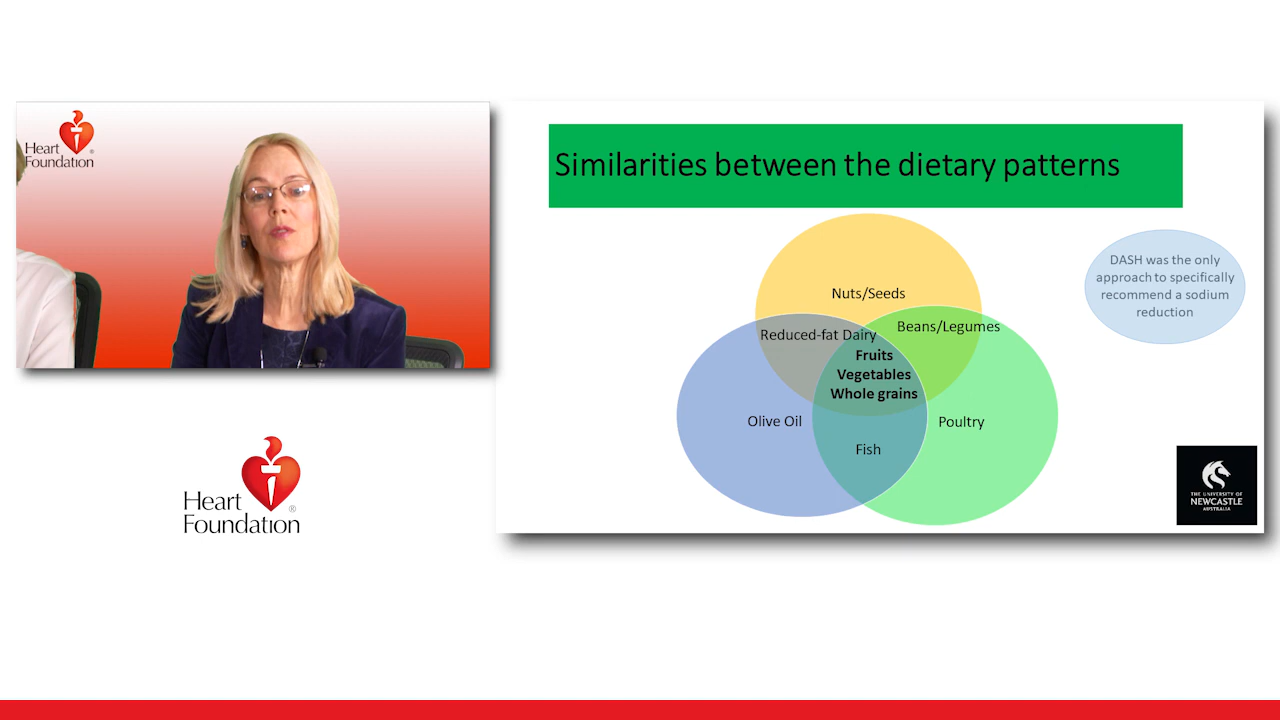 Heart
Foundation
Similarities between the dietary patterns
Nuts/Seeds
DASH was the only
approach to specifically
recommend a sodium
reduction
Reduced-fat Dairy
Beans/Legumes
Fruits
Vegetables
Whole grains
Olive Oil
Poultry
Fish
Heart
Foundation
®
THE UNIVERSITY OF
NEWCASTLE
AUSTRALIA